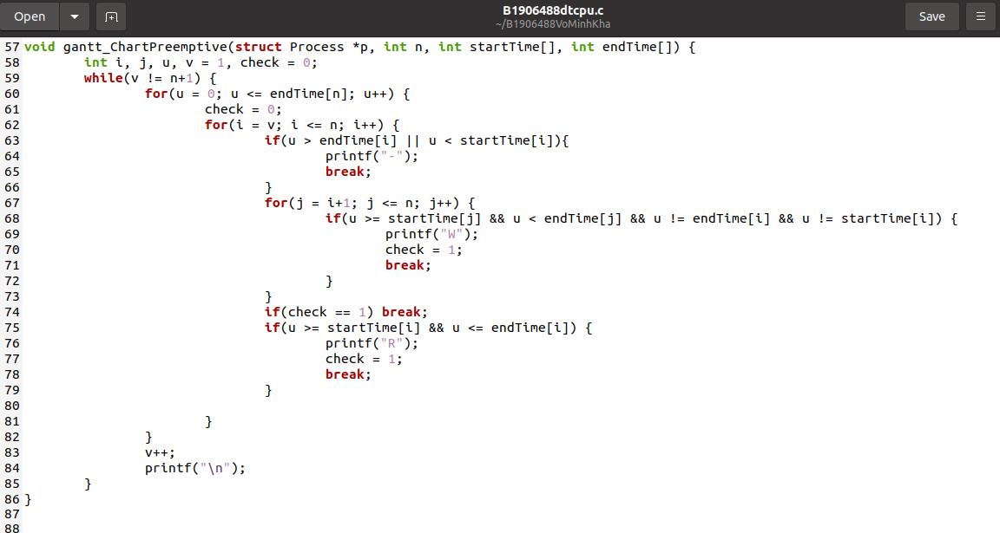 Open
B1906488dtcpu.c
~/B1906488VoMinhKha
Save
57 void gantt_ChartPreemptive(struct Process *p, int n, int startTime[], int endTime[]) {
58         int i, j, u, v = 1, check = 0;
59         while(v != n+1) {
60                 for(u = 0; u <= endTime[n]; u++) {
61                         check = 0;
62                         for(i = v; i <= n; i++) {
63                                 if(u > endTime[i] || u < startTime[i]){
64                                         printf("-");
65                                         break;
66                                 }
67                                 for(j = i+1; j <= n; j++) {
68                                         if(u >= startTime[j] && u < endTime[j] && u != endTime[i] && u != startTime[i]) {
69                                                 printf("W");
70                                                 check = 1;
71                                                 break;
72                                         }
73                                 }
74                                 if(check == 1) break;
75                                 if(u >= startTime[i] && u <= endTime[i]) {
76                                         printf("R");
77                                         check = 1;
78                                         break;
79                                 }
80
81                         }
82                 }
83                 v++;
84                 printf("\n");
85         }
86 }
87
88